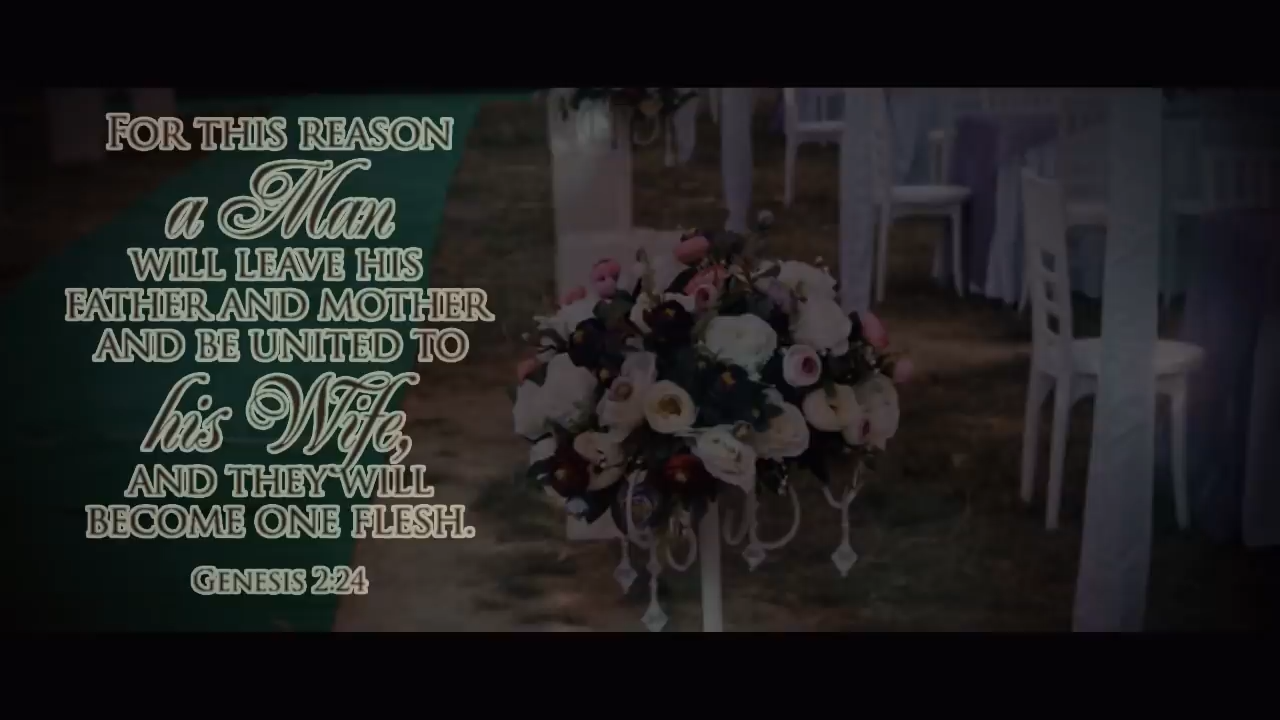 FOR THIS REASON
a Man
WILL LEAVE HIS
FATHER AND MOTHER
AND BE UNITED TO
his Wife,
AND THEY WILL
BECOME ONE FLESH.
GENESIS 2:24